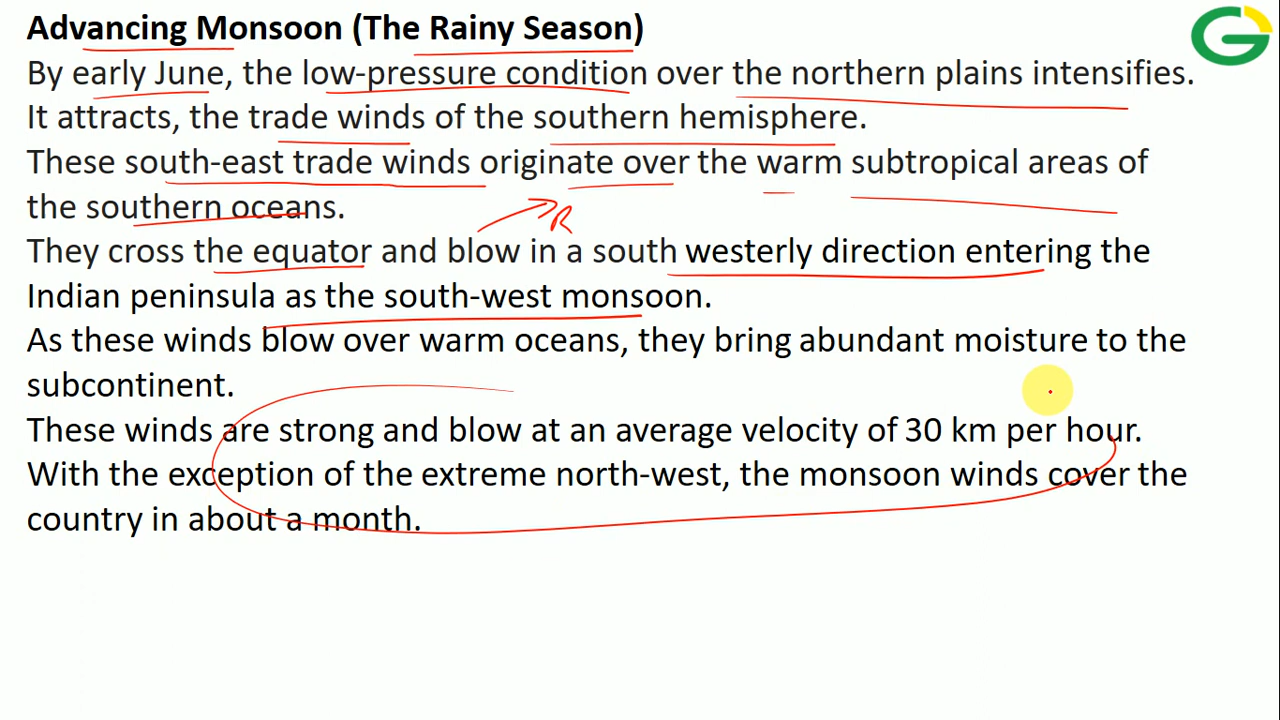 Advancing Monsoon (The Rainy Season)
By early June, the low-pressure condition over the northern plains intensifies.
It attracts, the trade winds of the southern hemisphere.
These south-east trade winds originate over the warm subtropical areas of
the southern oceans.
R
They cross the equator and blow in a south westerly direction entering the
Indian peninsula as the south-west monsoon.
As these winds blow over warm oceans, they bring abundant moisture to the
subcontinent.
These winds are strong and blow at an average velocity of 30 km per hour.
With the exception of the extreme north-west, the monsoon winds cover the
country in about a month.